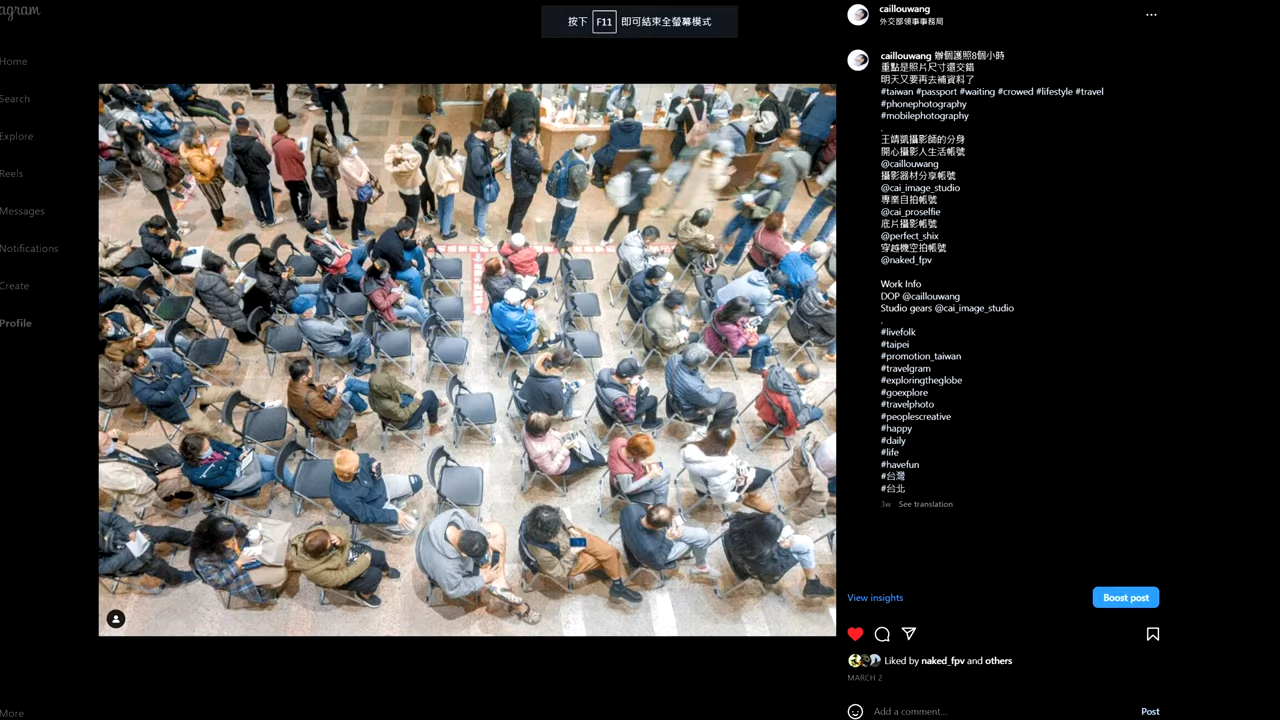 agram
Home
Search
Explore
Reels
Messages
Notifications
Create
Profile
More
按下 F11 即可結束全螢幕模式
caillouwang
外交部領事事務局
caillouwang 辦個護照8個小時
重點是照片尺寸還交錯
明天又要再去補資料了
#taiwan #passport #waiting #crowed #lifestyle #travel
#phonephotography
#mobilephotography
.
王靖凱攝影師的分身
開心攝影人生活帳號
@caillouwang
攝影器材分享帳號
@cai_image_studio
專業自拍帳號
@cai_proselfie
底片攝影帳號
@perfect_shix
穿越機空拍帳號
@naked_fpv
Work Info
DOP @caillouwang
Studio gears @cai_image_studio
.
#livefolk
#taipei
#promotion_taiwan
#travelgram
#exploringtheglobe
#goexplore
#travelphoto
#peoplescreative
#happy
#daily
#life
#havefun
#台灣
#台北
3w See translation
View insights
Boost post
Liked by naked_fpv and others
MARCH 2
Add a comment...
Post